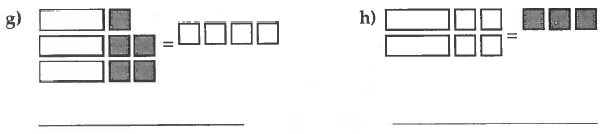 g)
=
h)
=